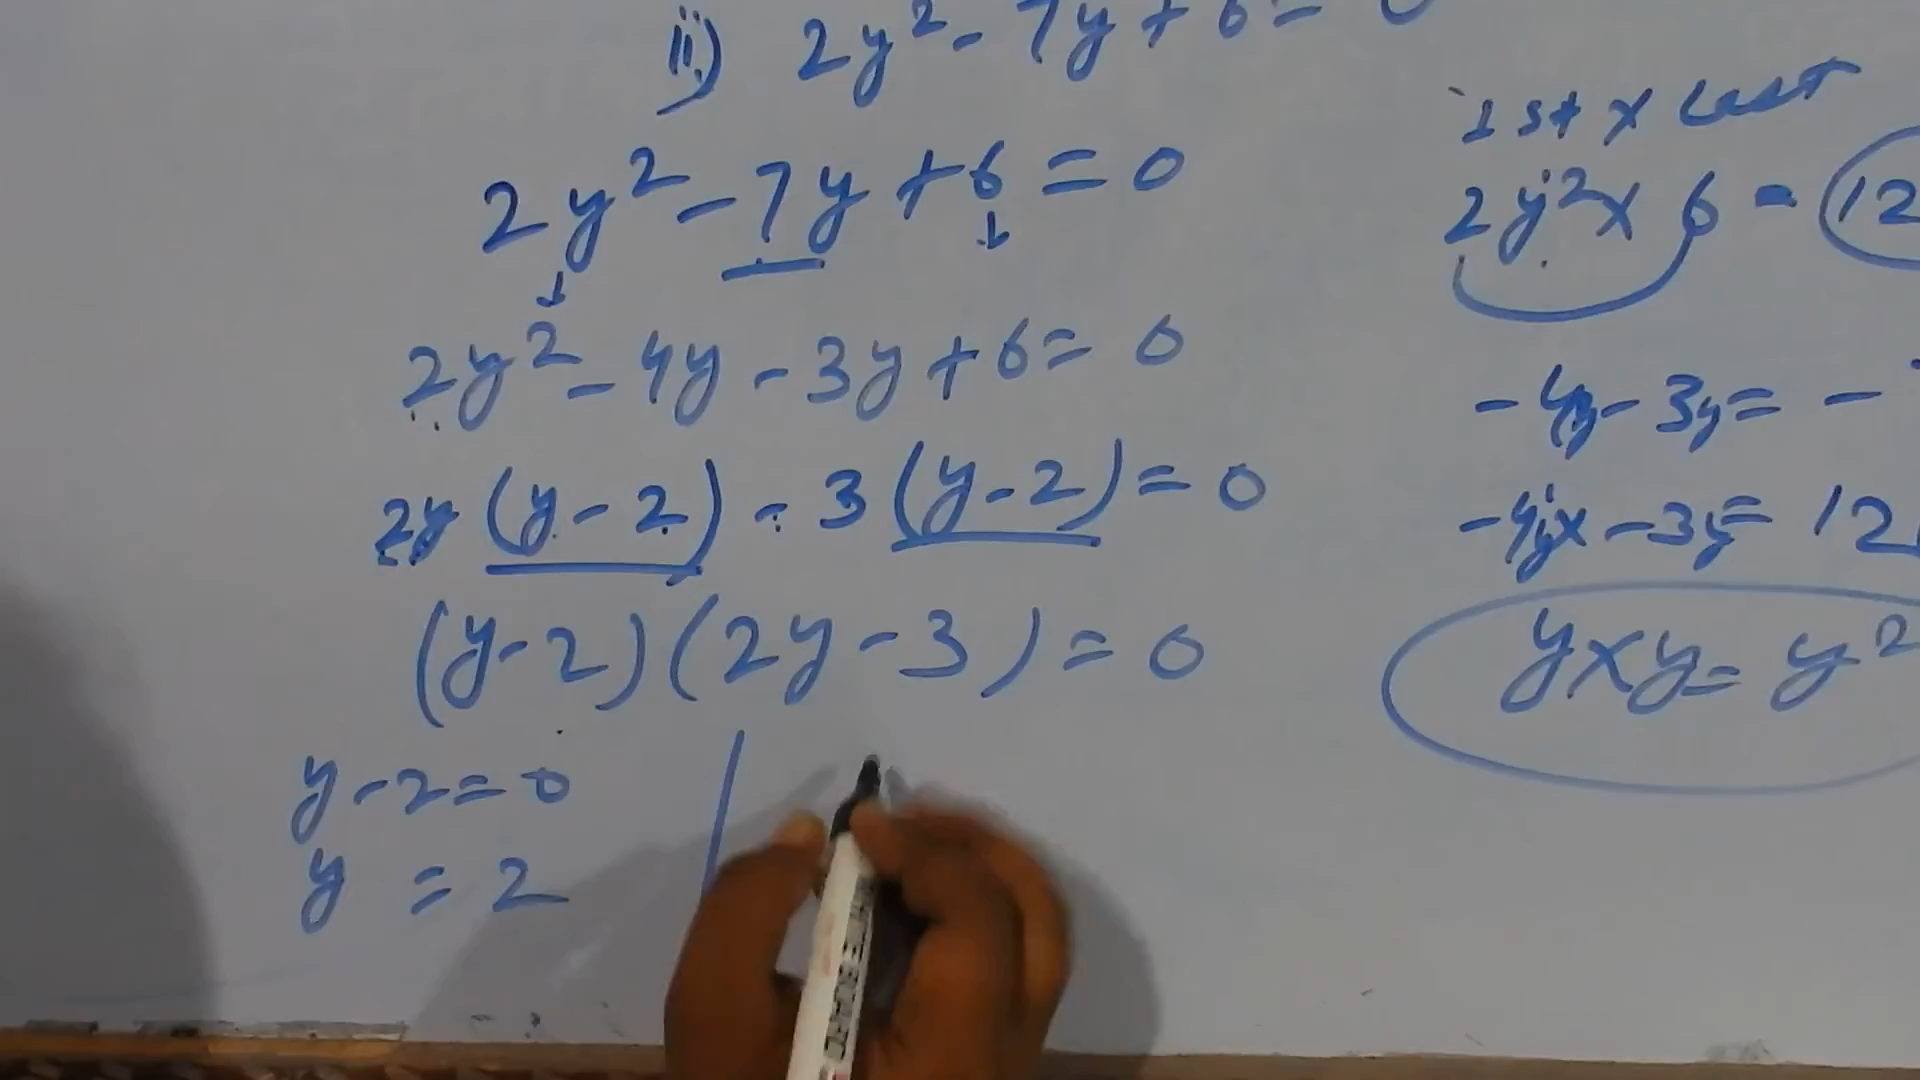 ii) 2y² - 7y + 6 = 0
2y² - 7y + 6 = 0
2y² - 4y - 3y + 6 = 0
2y (y - 2) - 3 (y - 2) = 0
(y - 2) (2y - 3) = 0
y - 2 = 0
y = 2
1st x Last
2y² x 6 = 12
- 4y - 3y = -
- 4y x - 3y = 12
y x y = y²